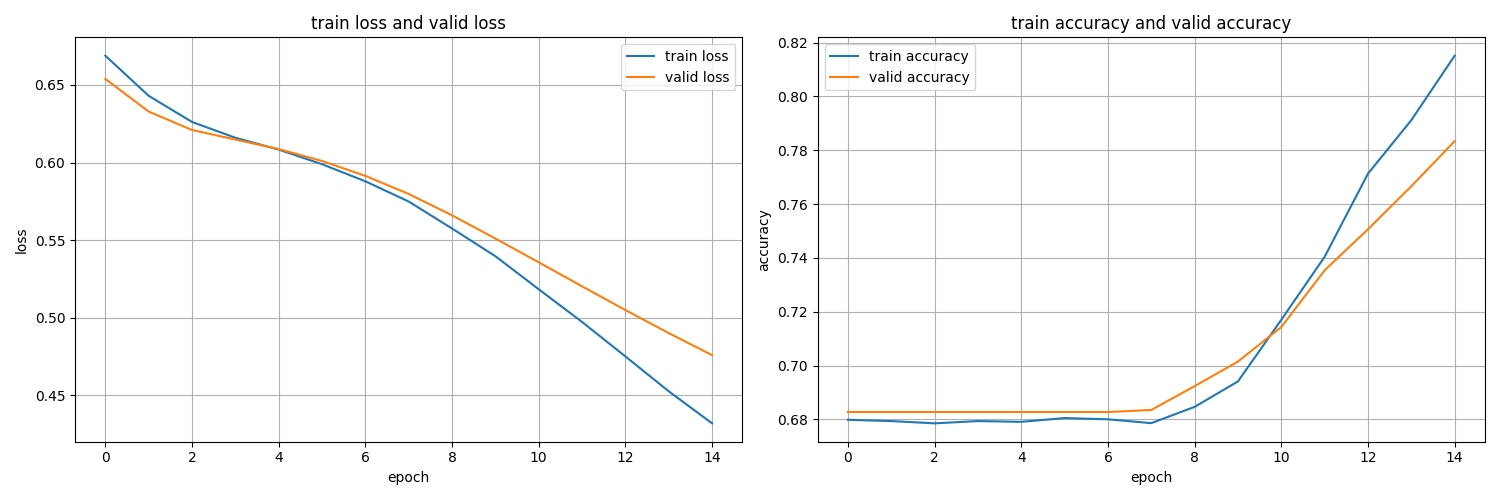 train loss and valid loss
train loss
valid loss
0.65
0.60
0.55
0.50
0.45
loss
0 2 4 6 8 10 12 14
epoch
train accuracy and valid accuracy
train accuracy
valid accuracy
0.82
0.80
0.78
0.76
0.74
0.72
0.70
0.68
accuracy
0 2 4 6 8 10 12 14
epoch